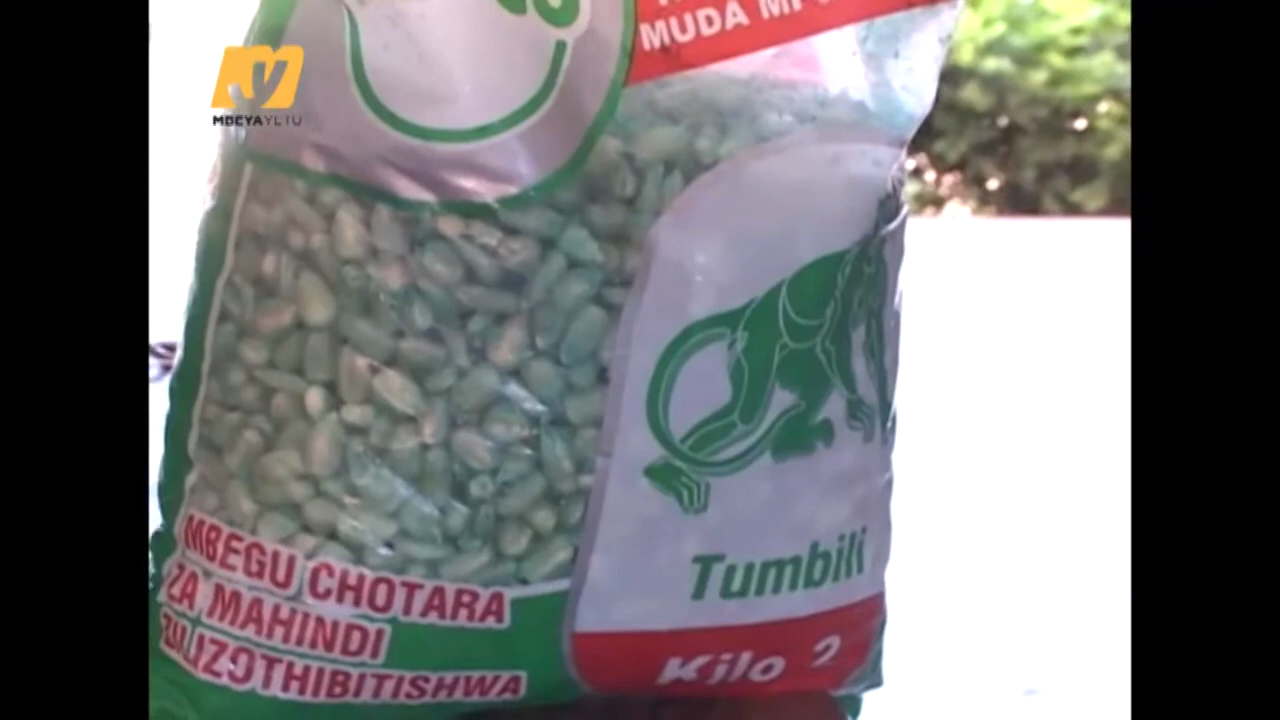 MUDA
MBEYAYETU
Tumbili
MBEGU CHOTARA
ZA MAHINDI
ZILIZOTHIBITISHWA
Kilo 2